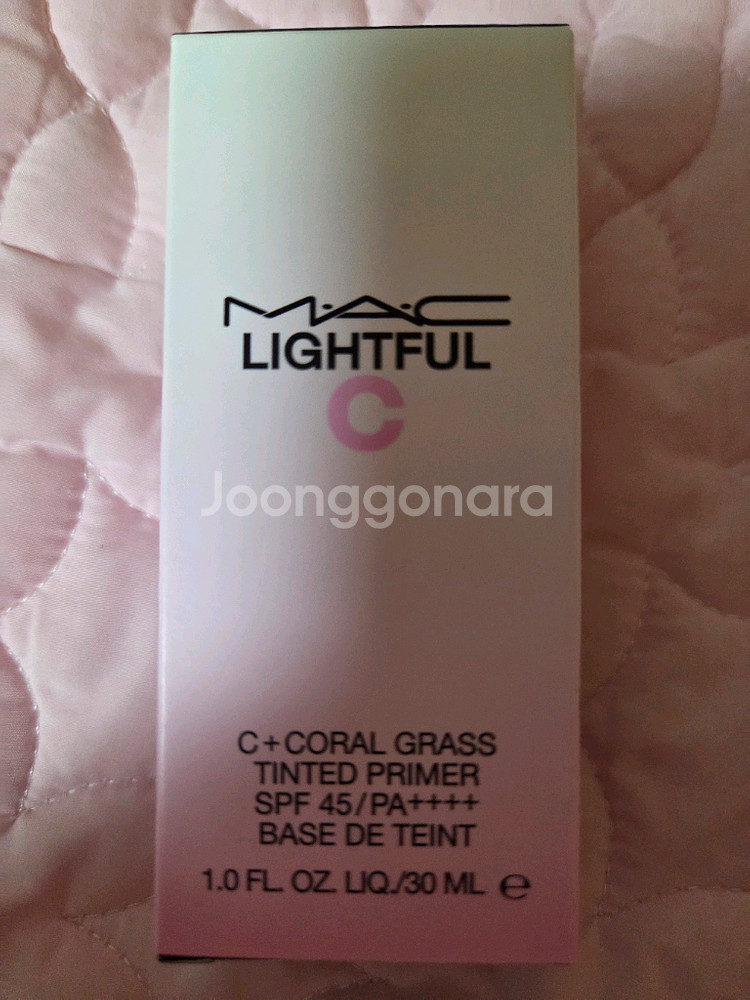 M·A·C
LIGHTFUL
C
Joonggonara
C+CORAL GRASS
TINTED PRIMER
SPF 45/PA++++
BASE DE TEINT
1.0 FL. OZ. LIQ./30 ML ℮